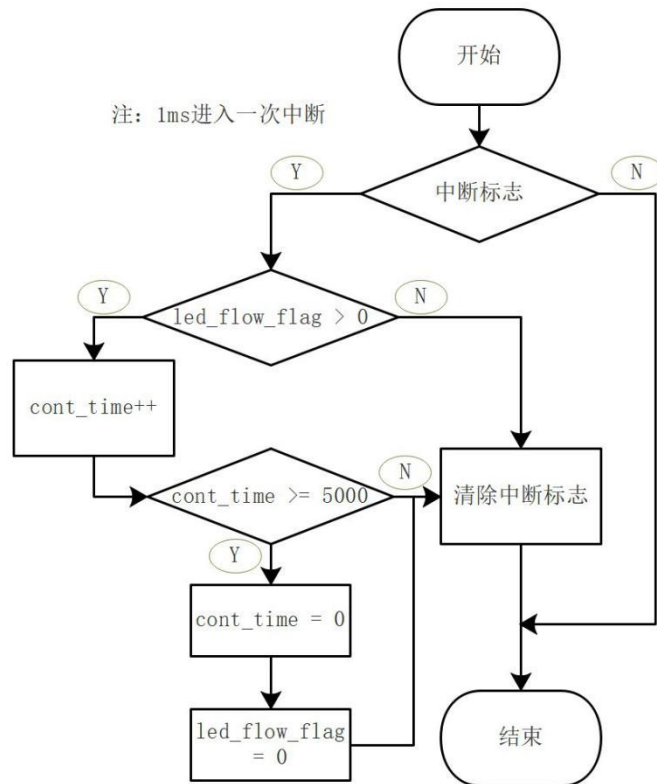 开始
注：1ms进入一次中断
Y
中断标志
N
Y
led_flow_flag > 0
N
cont_time++
cont_time >= 5000
N
清除中断标志
Y
cont_time = 0
led_flow_flag
= 0
结束